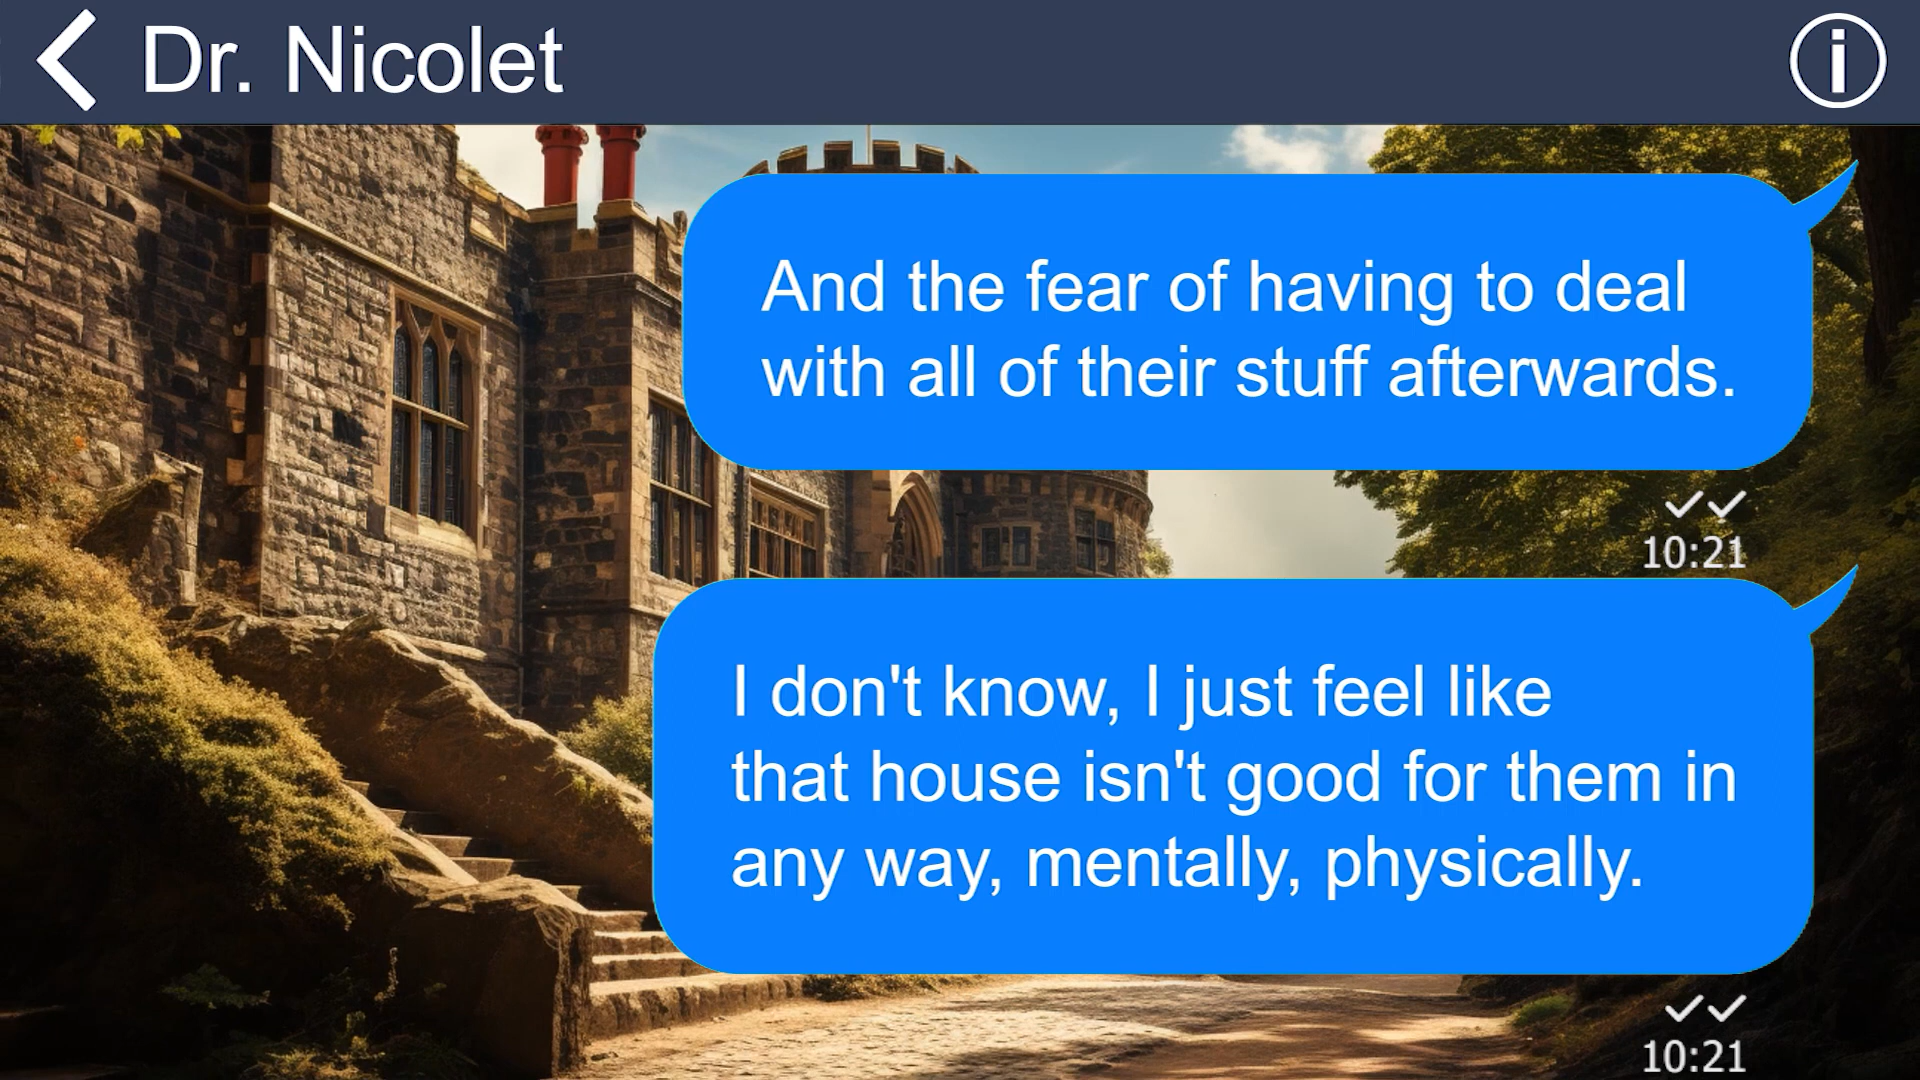 Dr. Nicolet
And the fear of having to deal
with all of their stuff afterwards.
10:21
I don't know, I just feel like
that house isn't good for them in
any way, mentally, physically.
10:21